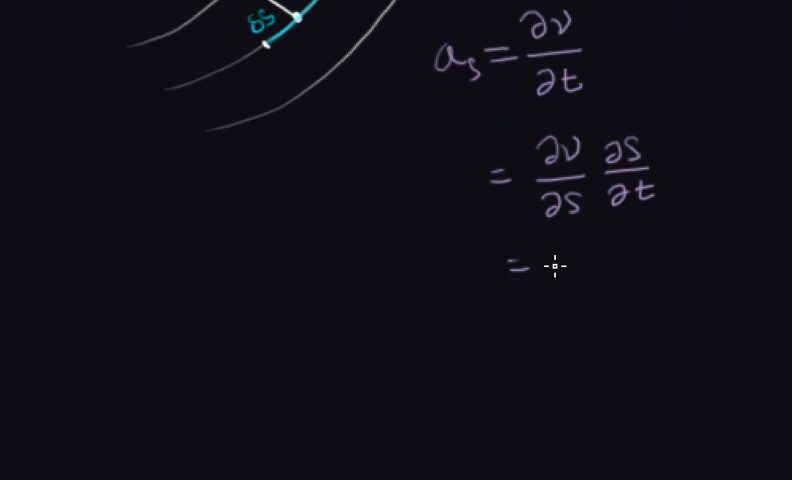 δS
a_s = ∂v/∂t
= ∂v/∂s ∂s/∂t
=